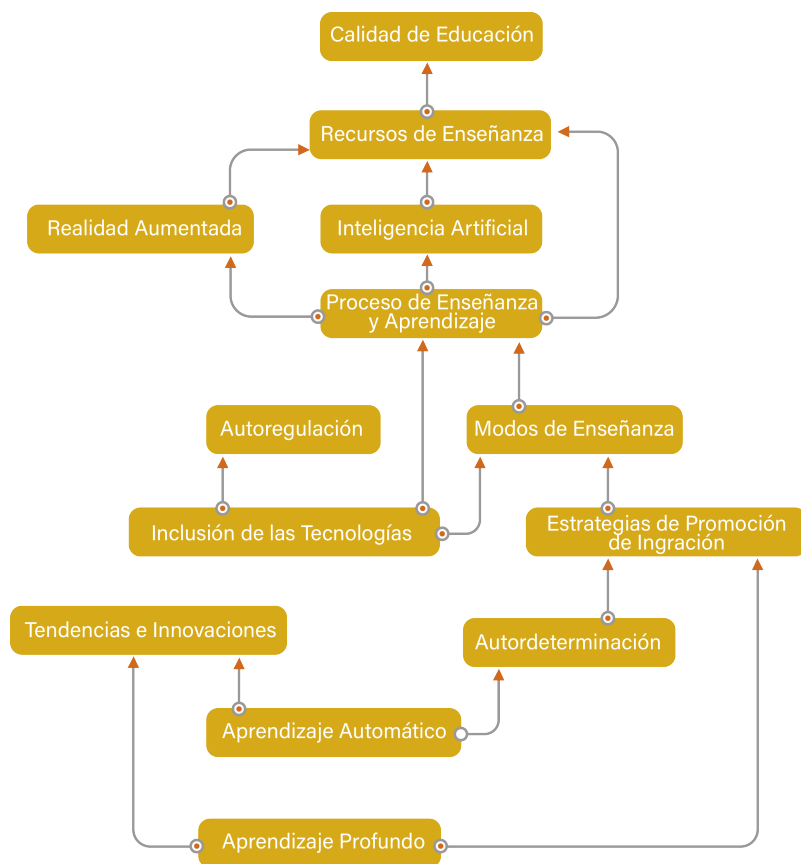 Calidad de Educación
Recursos de Enseñanza
Realidad Aumentada
Inteligencia Artificial
Proceso de Enseñanza
y Aprendizaje
Autoregulación
Modos de Enseñanza
Inclusión de las Tecnologías
Estrategias de Promoción
de Ingración
Tendencias e Innovaciones
Autordeterminación
Aprendizaje Automático
Aprendizaje Profundo